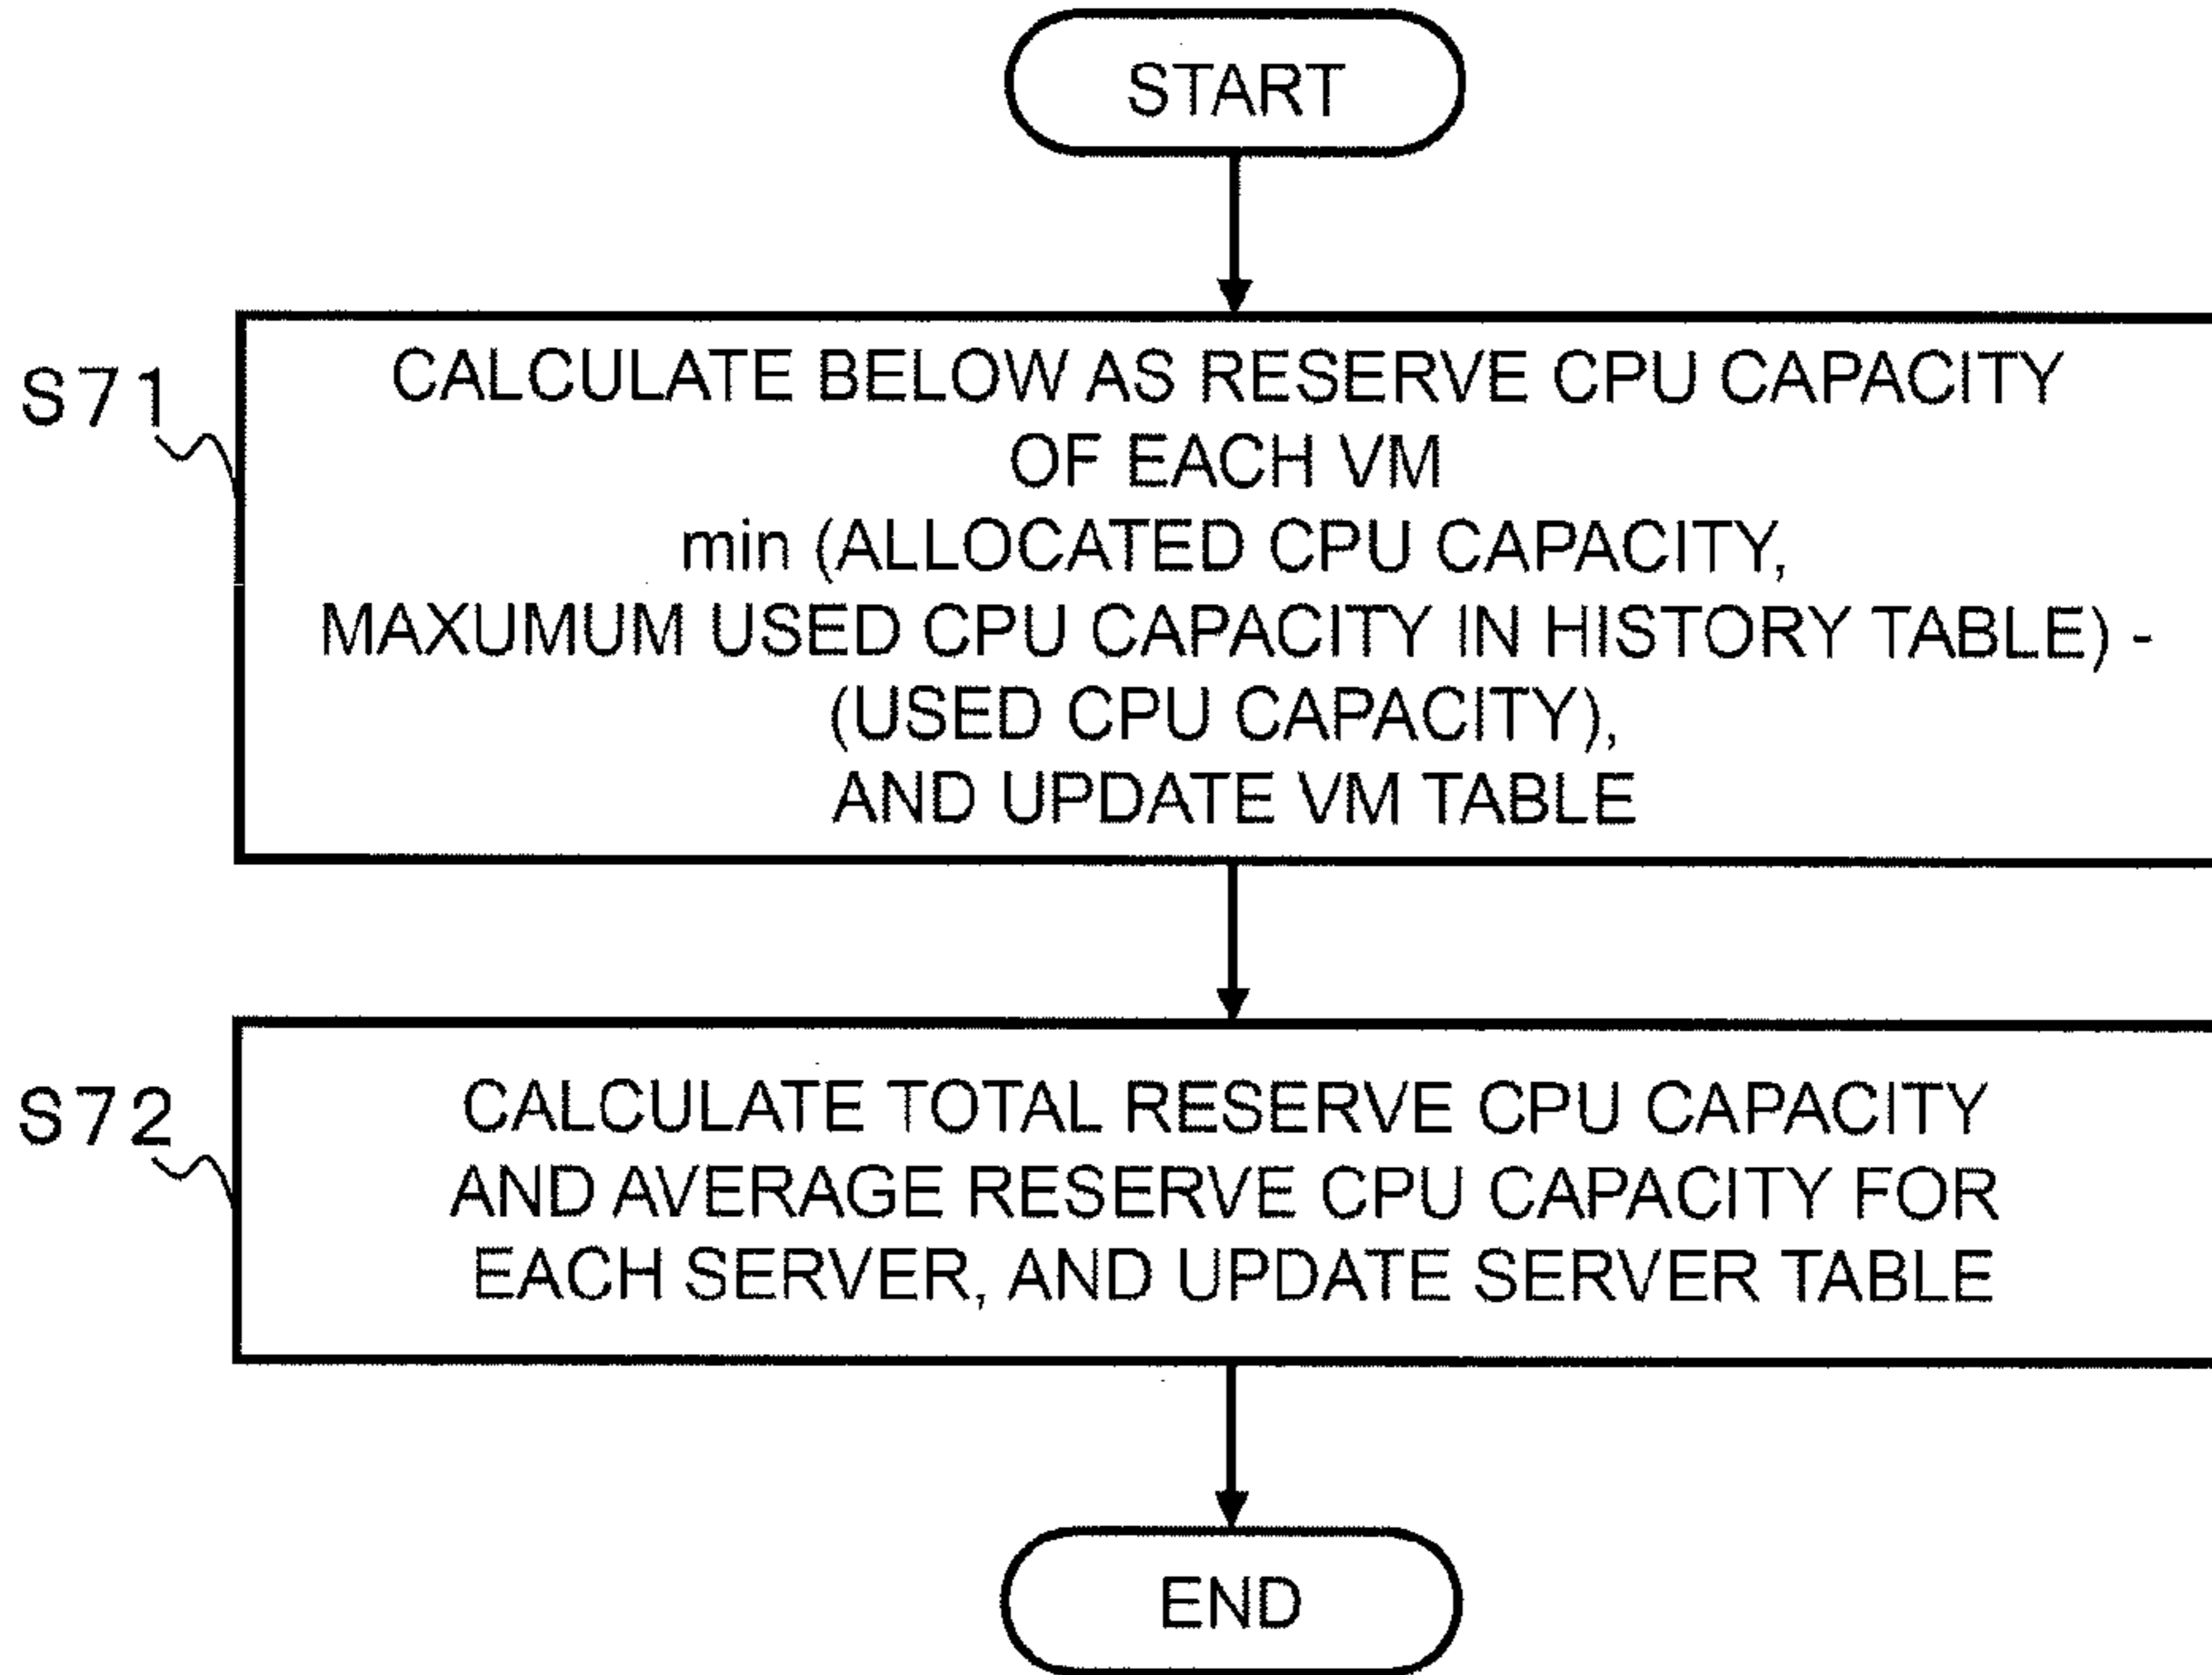 START
S71
CALCULATE BELOW AS RESERVE CPU CAPACITY
OF EACH VM
min (ALLOCATED CPU CAPACITY,
MAXUMUM USED CPU CAPACITY IN HISTORY TABLE) -
(USED CPU CAPACITY),
AND UPDATE VM TABLE
S72
CALCULATE TOTAL RESERVE CPU CAPACITY
AND AVERAGE RESERVE CPU CAPACITY FOR
EACH SERVER, AND UPDATE SERVER TABLE
END